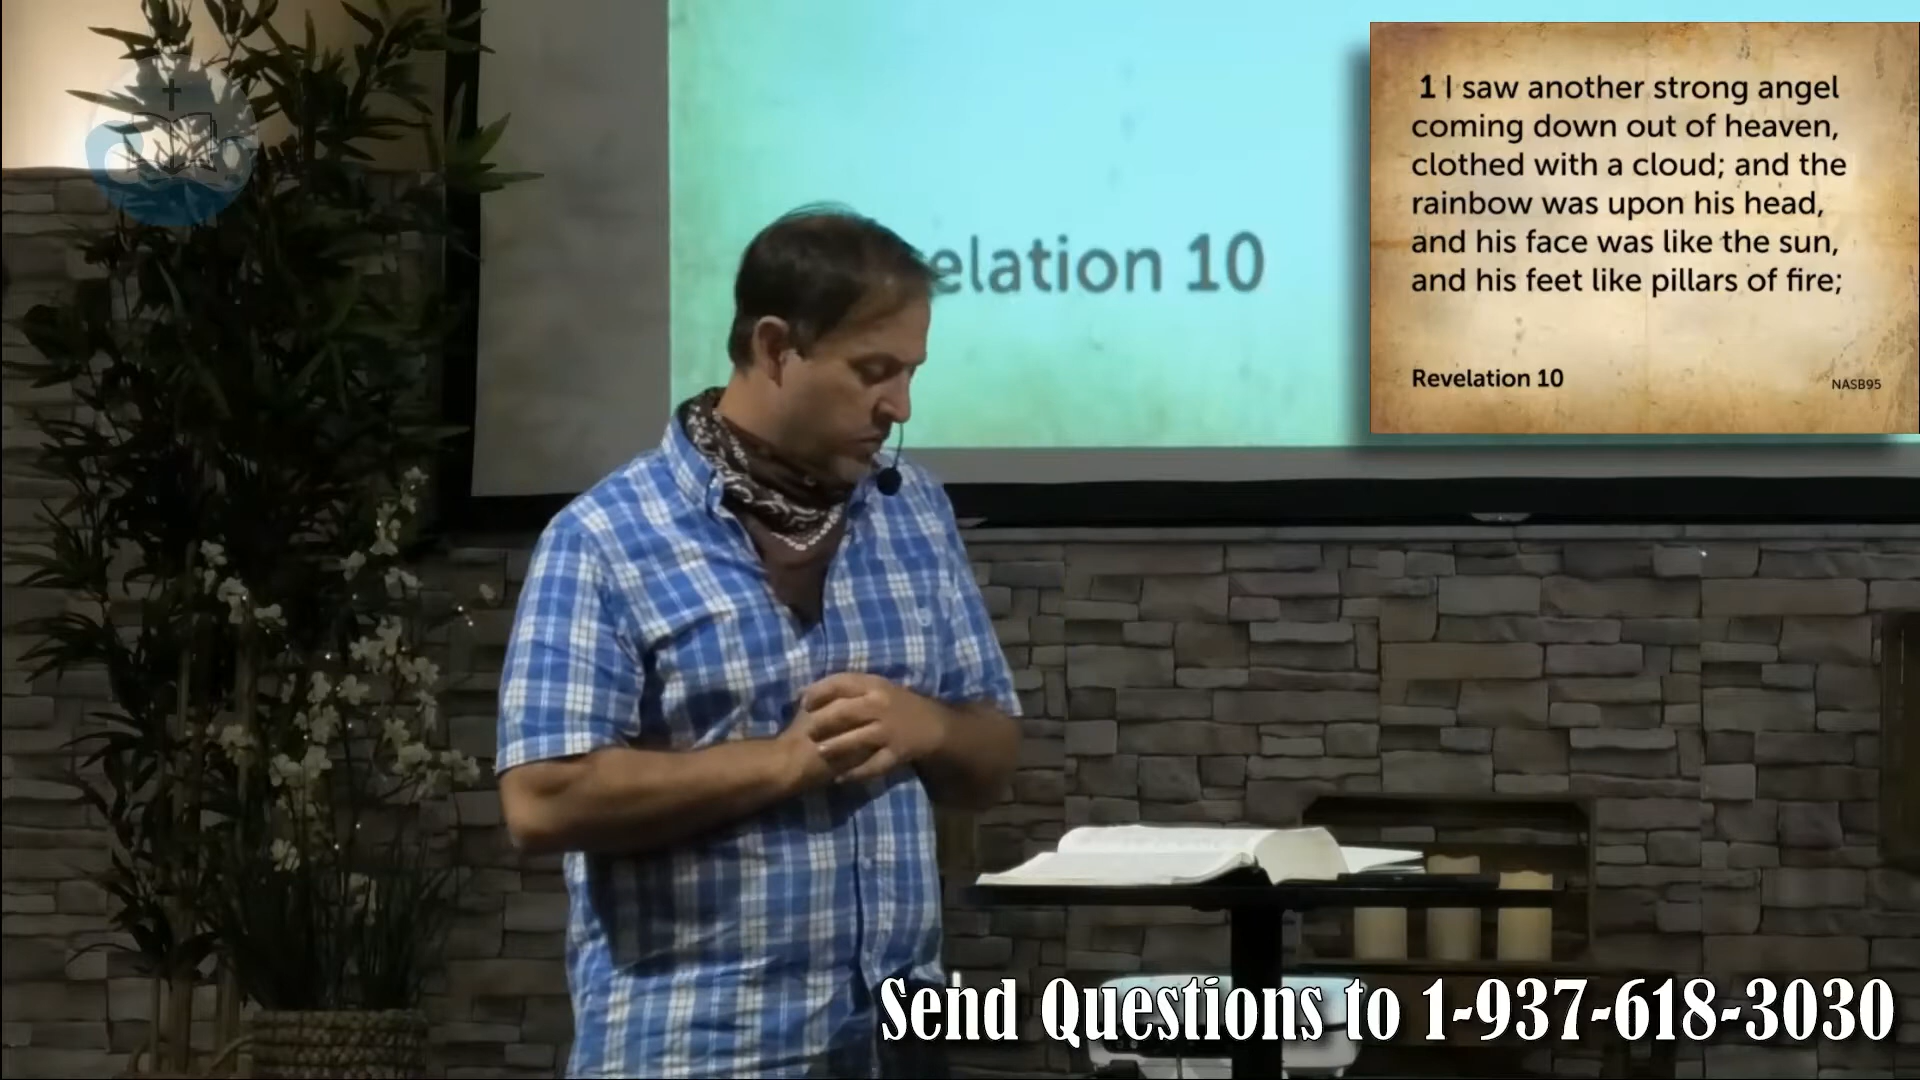 elation 10
1 I saw another strong angel
coming down out of heaven,
clothed with a cloud; and the
rainbow was upon his head,
and his face was like the sun,
and his feet like pillars of fire;
Revelation 10
NASB95
Send Questions to 1-937-618-3030